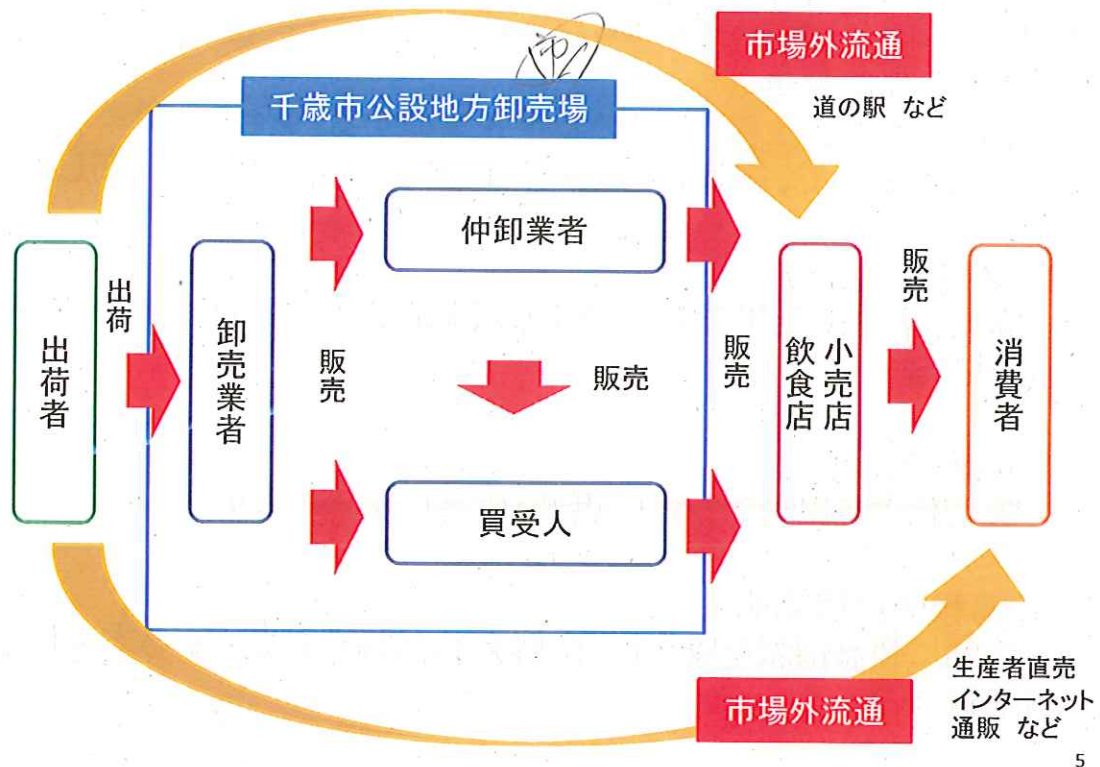 市
市場外流通
千歳市公設地方卸売場
道の駅 など
仲卸業者
出荷
販売
出荷者
卸売業者
販売
販売
販売
飲食店
小売店
消費者
買受人
市場外流通
生産者直売
インターネット
通販 など
5